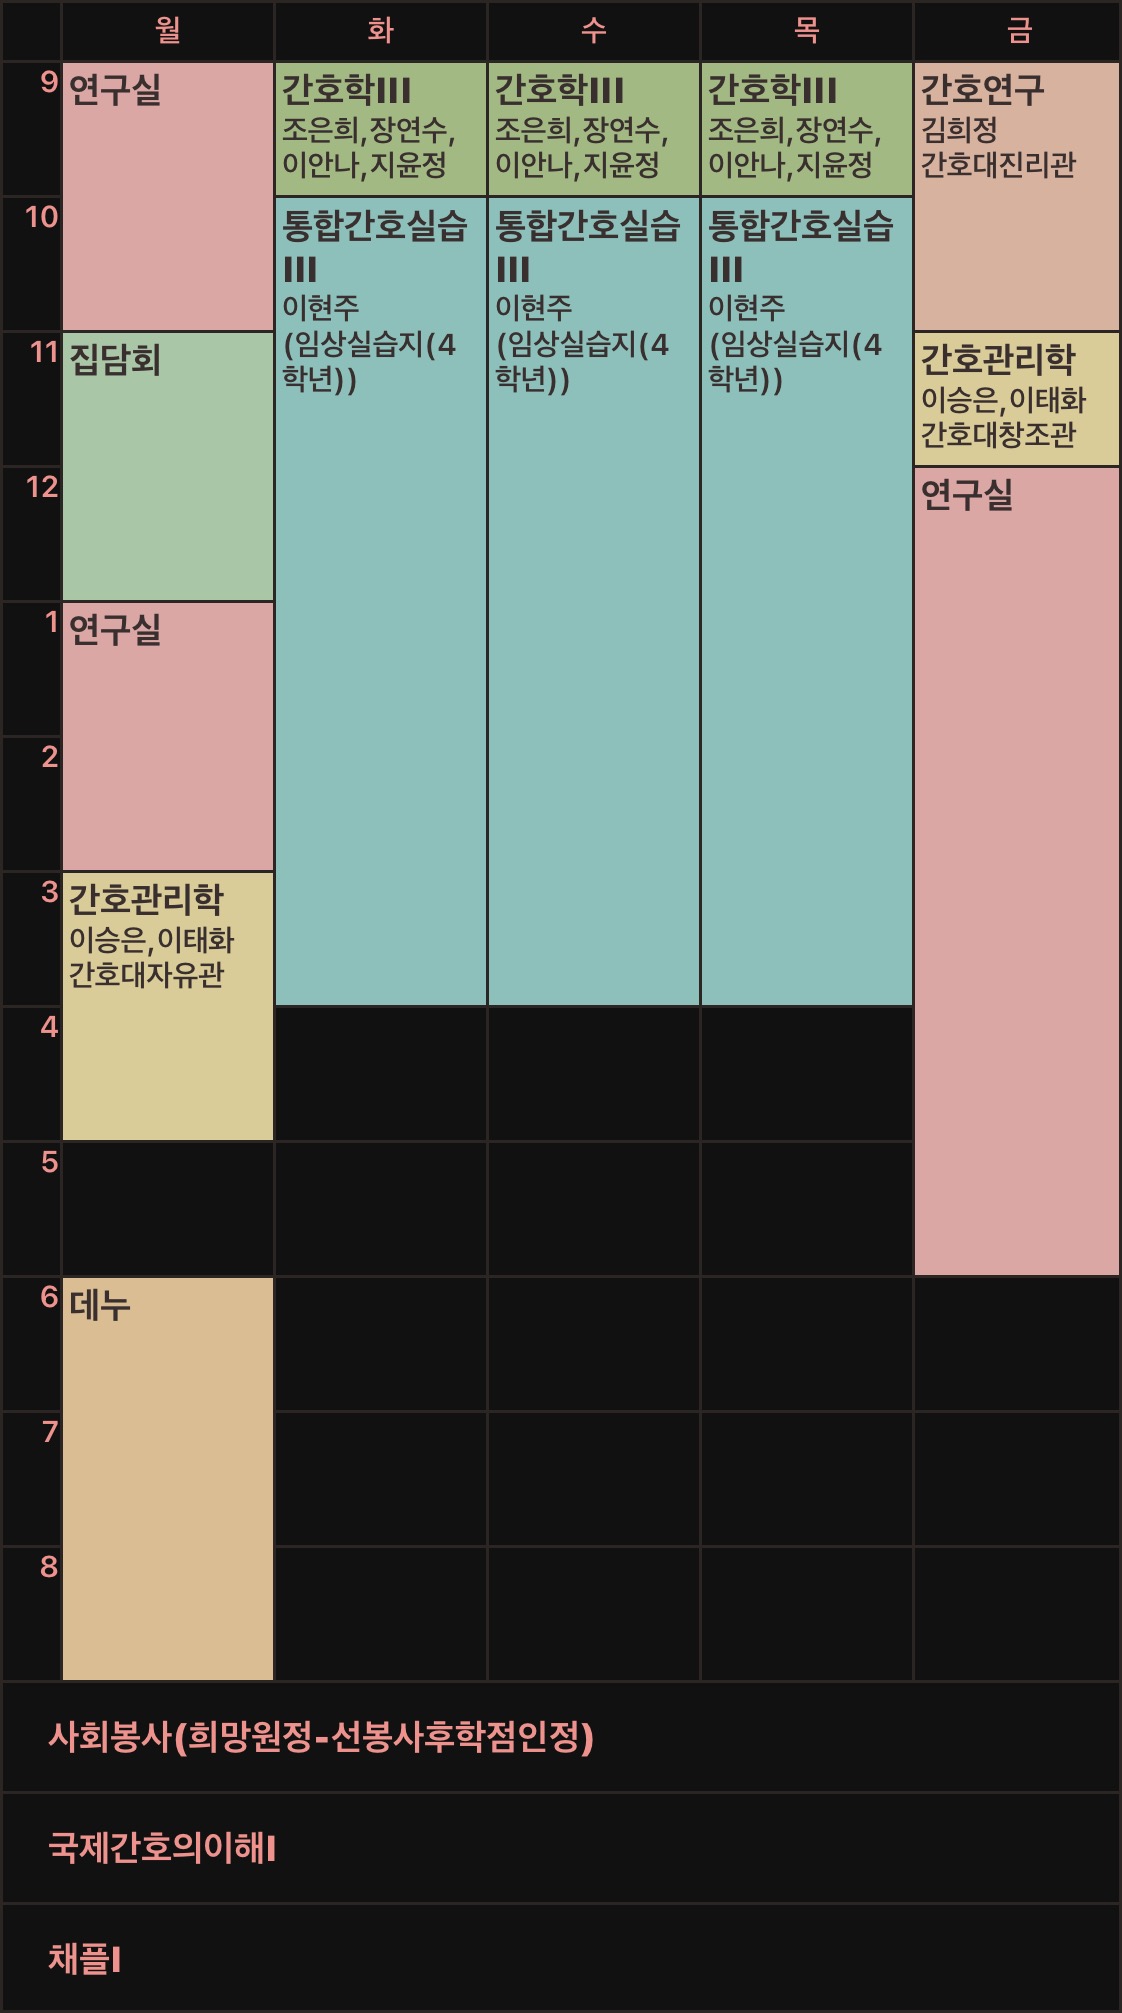 월 화 수 목 금
9
연구실
간호학III
조은희,장연수,
이안나,지윤정
간호학III
조은희,장연수,
이안나,지윤정
간호학III
조은희,장연수,
이안나,지윤정
간호연구
김희정
간호대진리관
10
통합간호실습
III
이현주
(임상실습지(4
학년))
통합간호실습
III
이현주
(임상실습지(4
학년))
통합간호실습
III
이현주
(임상실습지(4
학년))
11
집담회
간호관리학
이승은,이태화
간호대창조관
12
연구실
1
연구실
2
3
간호관리학
이승은,이태화
간호대자유관
4
5
6
데누
7
8
사회봉사(희망원정-선봉사후학점인정)
국제간호의이해I
채플I